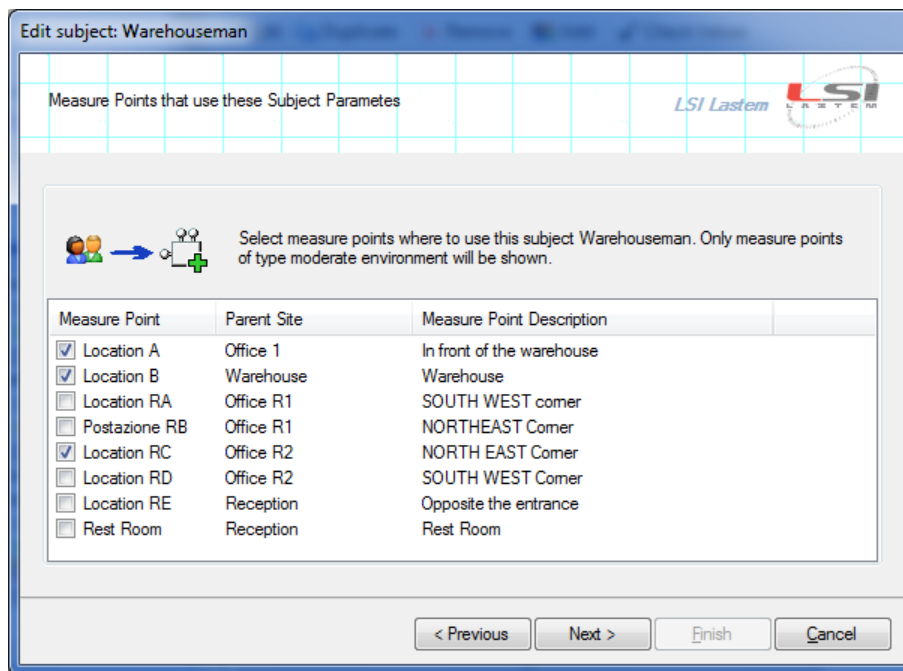 Edit subject: Warehouseman
Measure Points that use these Subject Parametes
LSI Lastem
LSI
LASTEM
Select measure points where to use this subject Warehouseman. Only measure points
of type moderate environment will be shown.
Measure Point Parent Site Measure Point Description
Location A Office 1 In front of the warehouse
Location B Warehouse Warehouse
Location RA Office R1 SOUTH WEST corner
Postazione RB Office R1 NORTHEAST Corner
Location RC Office R2 NORTH EAST Corner
Location RD Office R2 SOUTH WEST Corner
Location RE Reception Opposite the entrance
Rest Room Reception Rest Room
< Previous Next > Finish Cancel